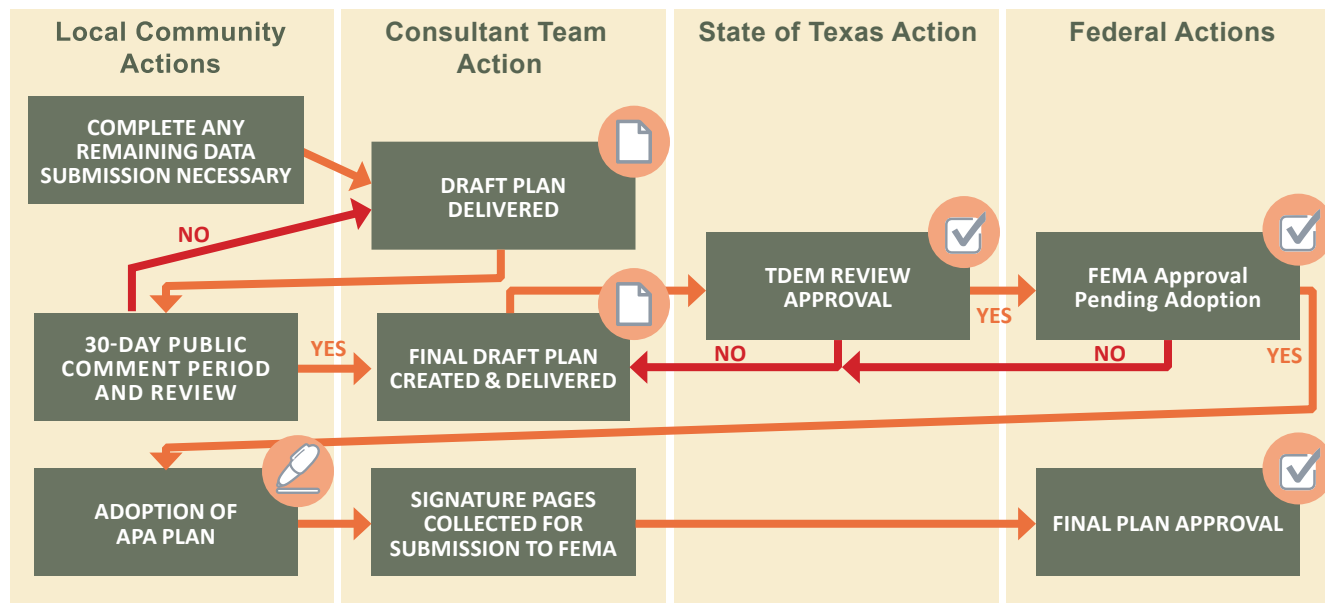 Local Community
Actions
Consultant Team
Action
State of Texas Action
Federal Actions
COMPLETE ANY
REMAINING DATA
SUBMISSION NECESSARY
DRAFT PLAN
DELIVERED
NO
TDEM REVIEW
APPROVAL
YES
FEMA Approval
Pending Adoption
30-DAY PUBLIC
COMMENT PERIOD
AND REVIEW
YES
FINAL DRAFT PLAN
CREATED & DELIVERED
NO
NO
YES
ADOPTION OF
APA PLAN
SIGNATURE PAGES
COLLECTED FOR
SUBMISSION TO FEMA
FINAL PLAN APPROVAL